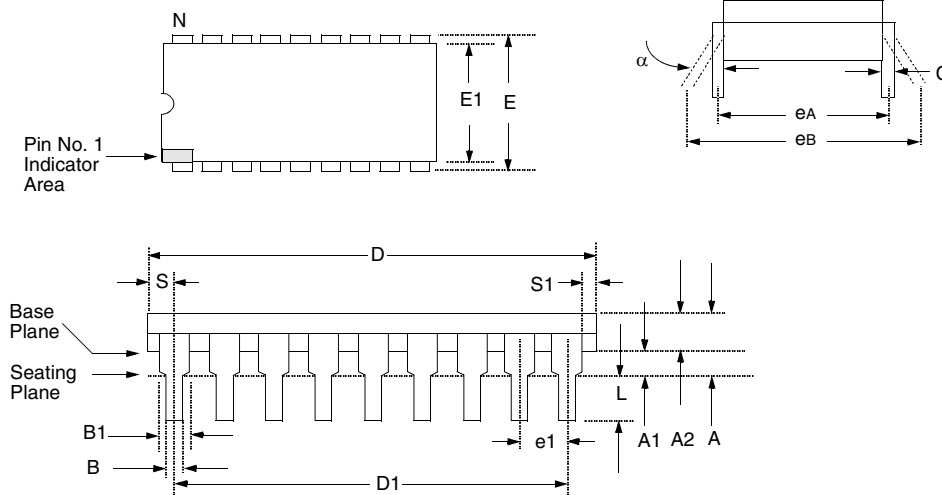 N
α
C
E1
E
eA
eB
Pin No. 1
Indicator
Area
D
S
S1
Base
Plane
Seating
Plane
L
B1
e1
A1
A2
A
B
D1